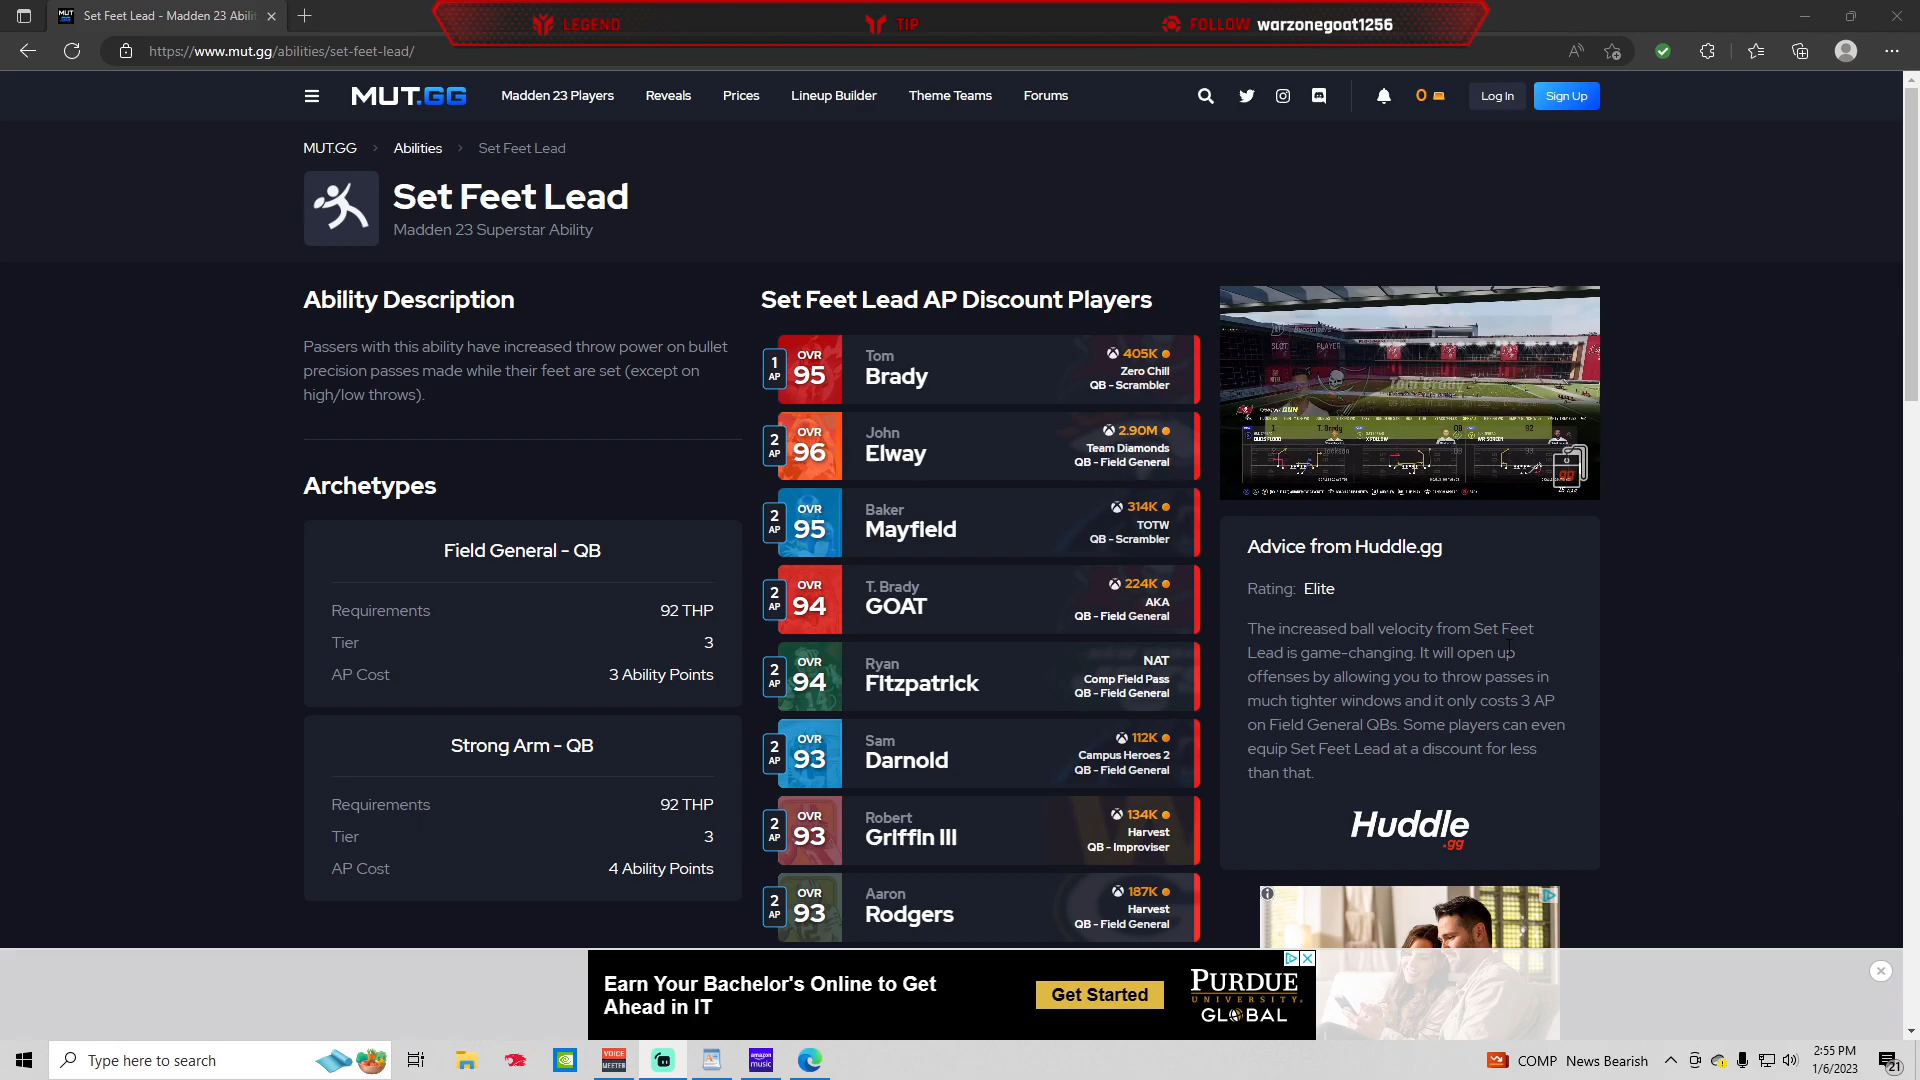 Set Feet Lead - Madden 23 Abilit
LEGEND
TIP
FOLLOW warzonegoat1256
https://www.mut.gg/abilities/set-feet-lead/
MUT.GG
Madden 23 Players
Reveals
Prices
Lineup Builder
Theme Teams
Forums
0
Log In
Sign Up
MUT.GG > Abilities > Set Feet Lead
Set Feet Lead
Madden 23 Superstar Ability
Ability Description
Passers with this ability have increased throw power on bullet
precision passes made while their feet are set (except on
high/low throws).
Archetypes
Field General - QB
Requirements 92 THP
Tier 3
AP Cost 3 Ability Points
Strong Arm - QB
Requirements 92 THP
Tier 3
AP Cost 4 Ability Points
Set Feet Lead AP Discount Players
1 AP
OVR 95
Tom
Brady
405K
Zero Chill
QB - Scrambler
2 AP
OVR 96
John
Elway
2.90M
Team Diamonds
QB - Field General
2 AP
OVR 95
Baker
Mayfield
314K
TOTW
QB - Scrambler
2 AP
OVR 94
T. Brady
GOAT
224K
AKA
QB - Field General
2 AP
OVR 94
Ryan
Fitzpatrick
NAT
Comp Field Pass
QB - Field General
2 AP
OVR 93
Sam
Darnold
112K
Campus Heroes 2
QB - Field General
2 AP
OVR 93
Robert
Griffin III
134K
Harvest
QB - Improviser
2 AP
OVR 93
Aaron
Rodgers
187K
Harvest
QB - Field General
Advice from Huddle.gg
Rating: Elite
The increased ball velocity from Set Feet
Lead is game-changing. It will open up
offenses by allowing you to throw passes in
much tighter windows and it only costs 3 AP
on Field General QBs. Some players can even
equip Set Feet Lead at a discount for less
than that.
Huddle
.gg
Earn Your Bachelor's Online to Get
Ahead in IT
Get Started
PURDUE
UNIVERSITY
GLOBAL
Type here to search
VOICE
MEETER
amazon
music
COMP News Bearish
2:55 PM
1/6/2023
21